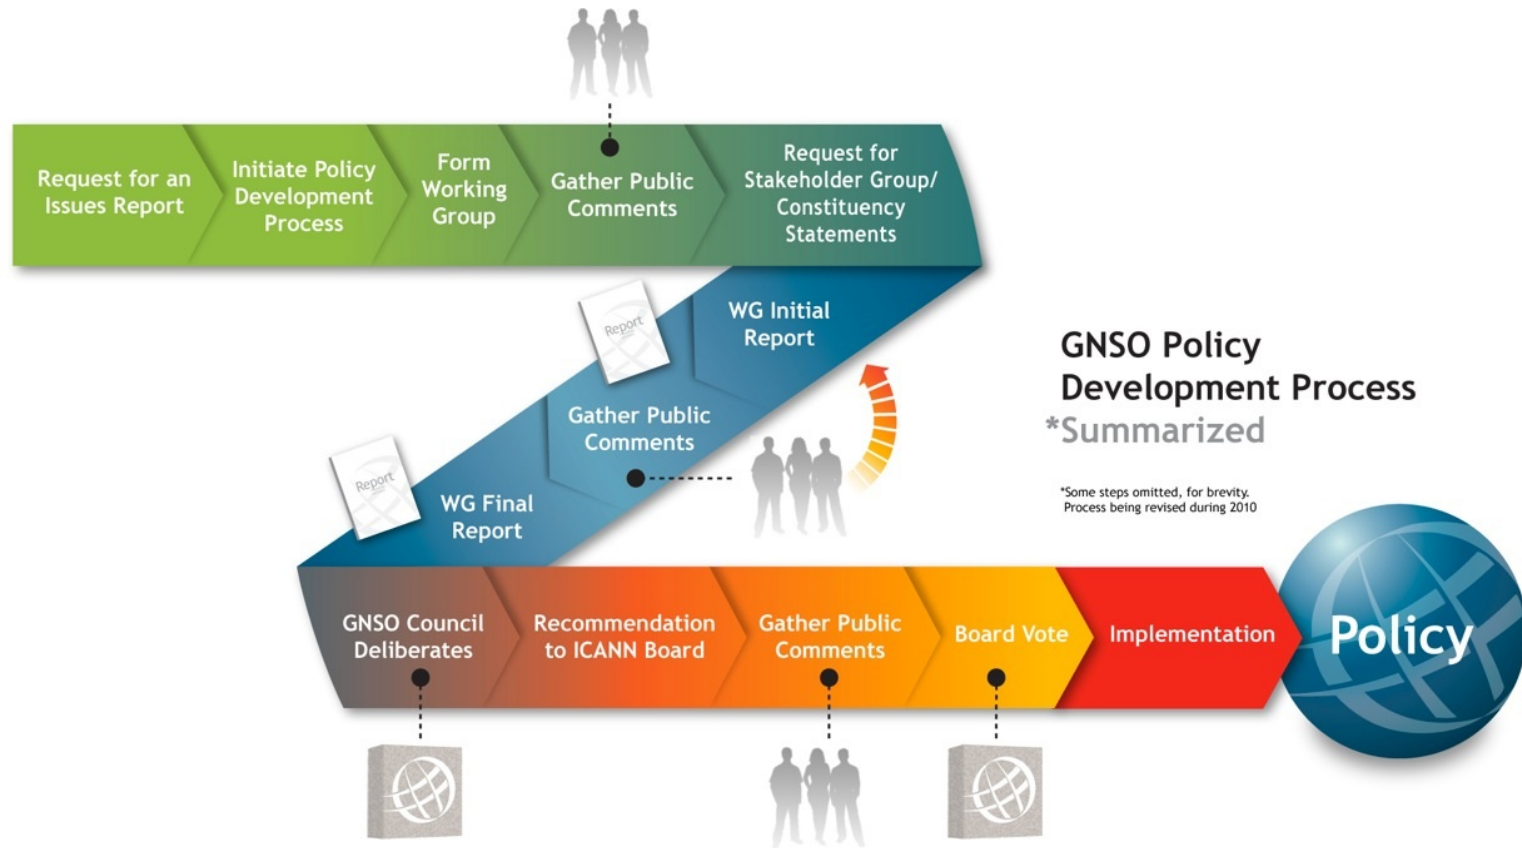 Request for an
Issues Report
Initiate Policy
Development
Process
Form
Working
Group
Gather Public
Comments
Request for
Stakeholder Group/
Constituency
Statements
WG Initial
Report
Report
Gather Public
Comments
Report
WG Final
Report
GNSO Policy
Development Process
*Summarized
*Some steps omitted, for brevity.
Process being revised during 2010
GNSO Council
Deliberates
Recommendation
to ICANN Board
Gather Public
Comments
Board Vote
Implementation
Policy